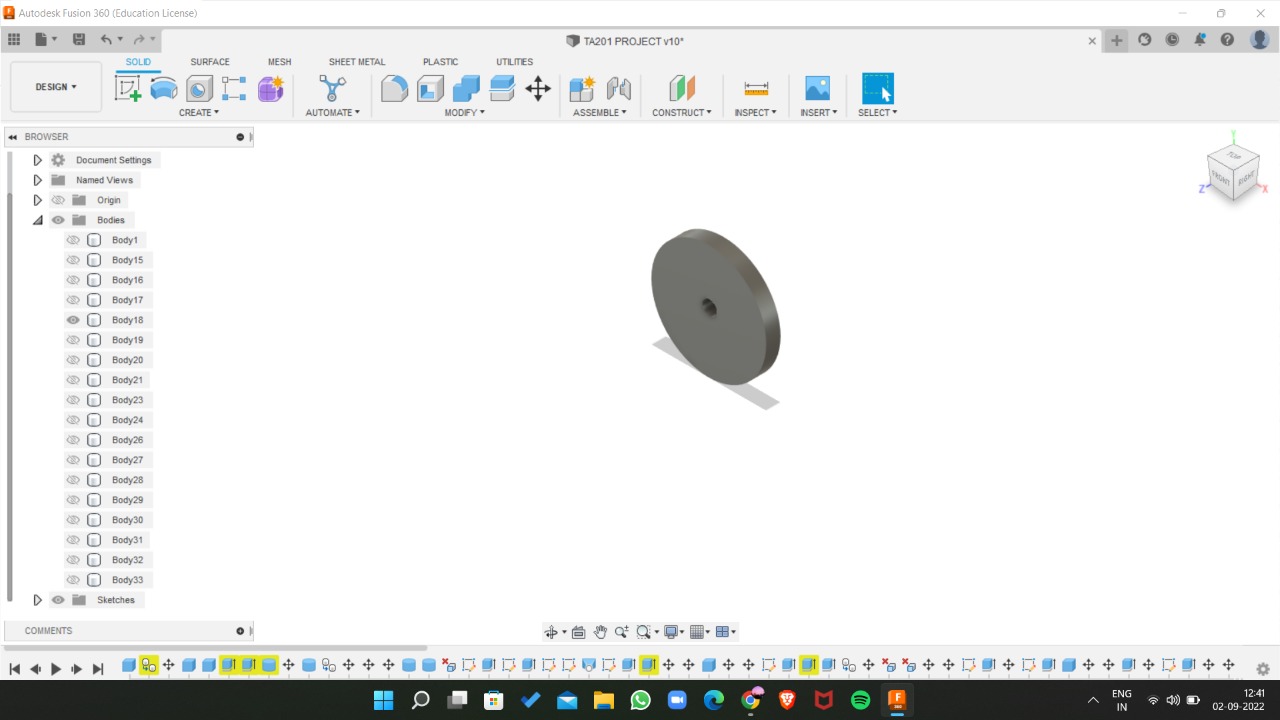 Autodesk Fusion 360 (Education License)
TA201 PROJECT v10*
SOLID SURFACE MESH SHEET METAL PLASTIC UTILITIES
DESIGN
CREATE AUTOMATE MODIFY ASSEMBLE CONSTRUCT INSPECT INSERT SELECT
BROWSER
Document Settings
Named Views
Origin
Bodies
Body1
Body15
Body16
Body17
Body18
Body19
Body20
Body21
Body23
Body24
Body26
Body27
Body28
Body29
Body30
Body31
Body32
Body33
Sketches
COMMENTS
Y
TOP
FRONT RIGHT
Z X
F
360
ENG
IN
12:41
02-09-2022